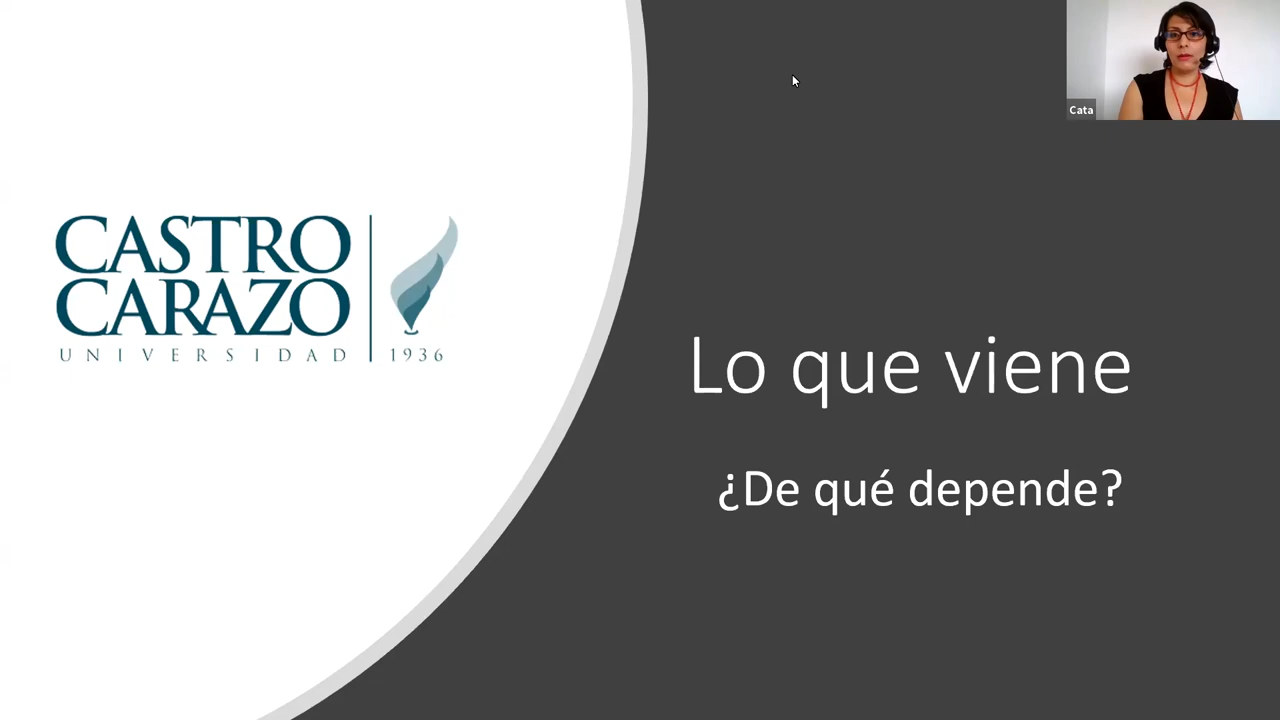 CASTRO
CARAZO
UNIVERSIDAD 1936
Lo que viene
¿De qué depende?
Cata